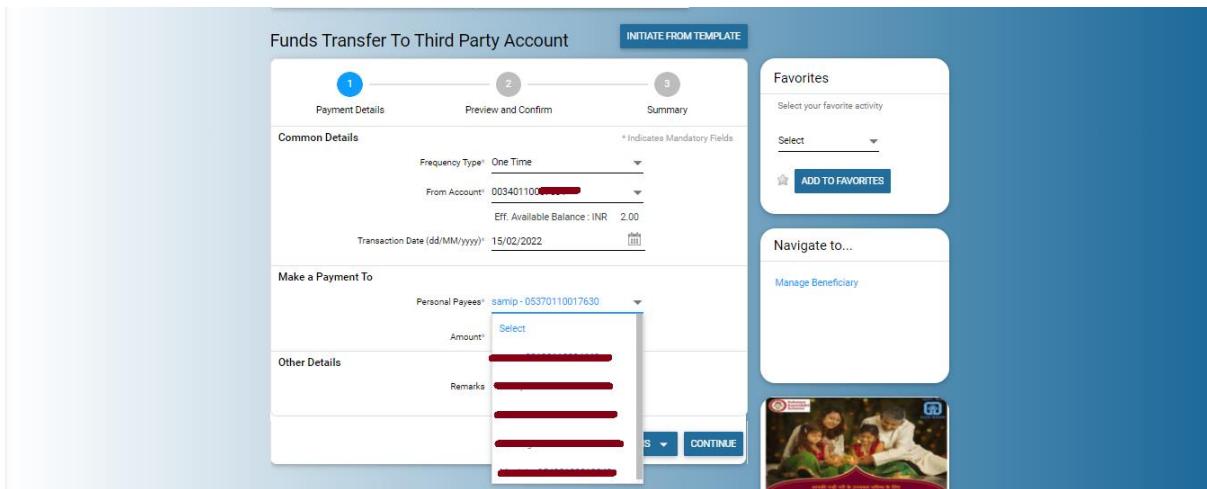 Funds Transfer To Third Party Account
INITIATE FROM TEMPLATE
1
2
3
Payment Details
Preview and Confirm
Summary
Common Details
* Indicates Mandatory Fields
Frequency Type* One Time
From Account* 00340110
Eff. Available Balance : INR 2.00
Transaction Date (dd/MM/yyyy)* 15/02/2022
Make a Payment To
Personal Payees* samip - 05370110017630
Select
Amount*
Other Details
Remarks
CONTINUE
Favorites
Select your favorite activity
Select
ADD TO FAVORITES
Navigate to...
Manage Beneficiary